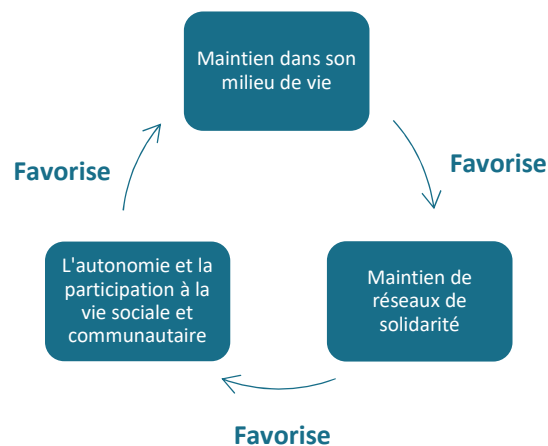 Maintien dans son
milieu de vie
Favorise
Favorise
L'autonomie et la
participation à la
vie sociale et
communautaire
Maintien de
réseaux de
solidarité
Favorise